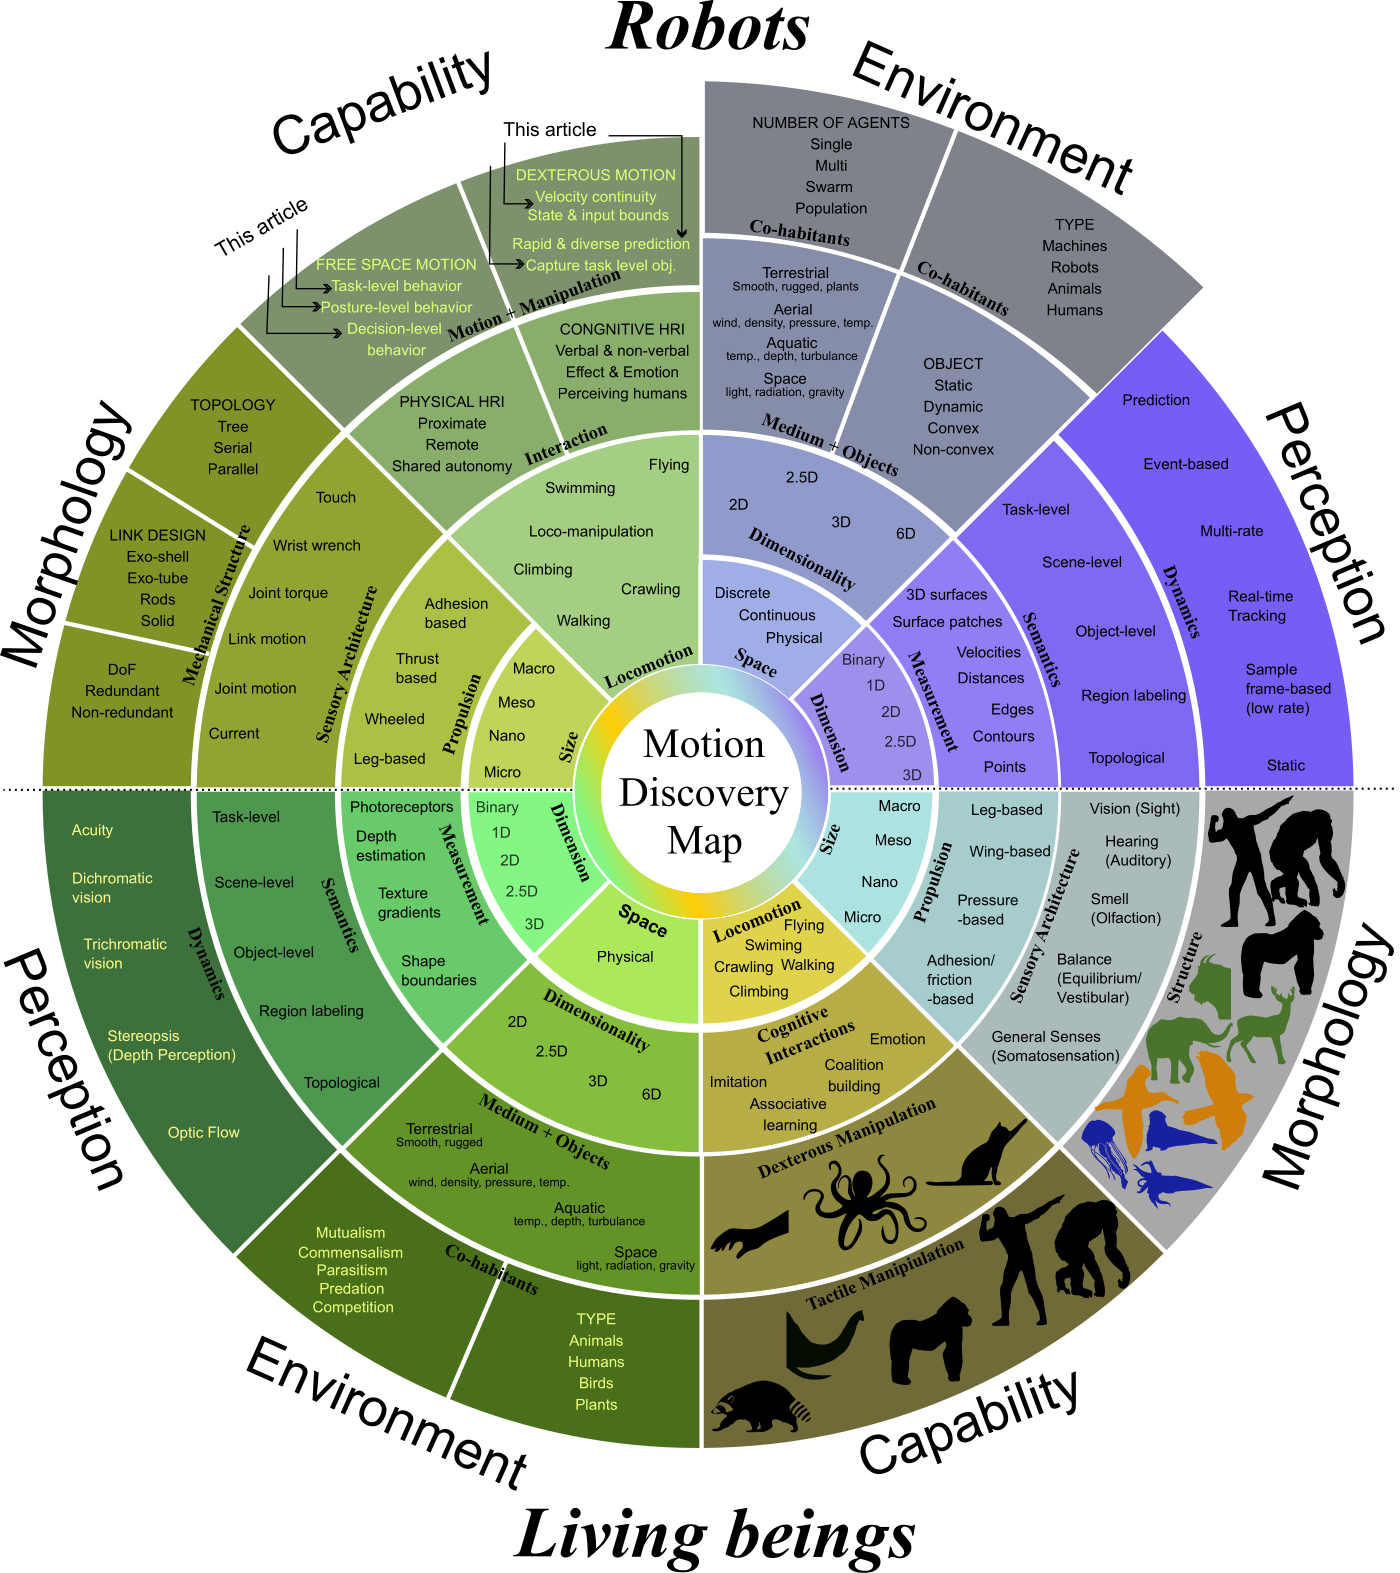 Robots
Capability
This article
DEXTEROUS MOTION
Velocity continuity
State & input bounds
Rapid & diverse prediction
Capture task level obj.
This article
FREE SPACE MOTION
Task-level behavior
Posture-level behavior
Decision-level
behavior
Motion + Manipulation
CONGNITIVE HRI
Verbal & non-verbal
Effect & Emotion
Perceiving humans
PHYSICAL HRI
Proximate
Remote
Shared autonomy
Interaction
Flying
Swimming
Loco-manipulation
Climbing
Crawling
Walking
Locomotion
Environment
NUMBER OF AGENTS
Single
Multi
Swarm
Population
Co-habitants
TYPE
Machines
Robots
Animals
Humans
Co-habitants
Terrestrial
Smooth, rugged, plants
Aerial
wind, density, pressure, temp.
Aquatic
temp., depth, turbulance
Space
light, radiation, gravity
OBJECT
Static
Dynamic
Convex
Non-convex
Medium + Objects
2.5D
2D
3D
6D
Dimensionality
Discrete
Continuous
Physical
Space
Morphology
TOPOLOGY
Tree
Serial
Parallel
LINK DESIGN
Exo-shell
Exo-tube
Rods
Solid
DoF
Redundant
Non-redundant
Mechanical Structure
Touch
Wrist wrench
Joint torque
Link motion
Joint motion
Current
Sensory Architecture
Adhesion
based
Thrust
based
Wheeled
Leg-based
Propulsion
Macro
Meso
Nano
Micro
Size
Perception
Prediction
Event-based
Multi-rate
Real-time
Tracking
Sample
frame-based
(low rate)
Static
Dynamics
Task-level
Scene-level
Object-level
Region labeling
Topological
Semantics
3D surfaces
Surface patches
Velocities
Distances
Edges
Contours
Points
Measurement
Binary
1D
2D
2.5D
3D
Dimension
Motion
Discovery
Map
Perception
Acuity
Dichromatic
vision
Trichromatic
vision
Stereopsis
(Depth Perception)
Optic Flow
Dynamics
Task-level
Scene-level
Object-level
Region labeling
Topological
Semantics
Photoreceptors
Depth
estimation
Texture
gradients
Shape
boundaries
Measurement
Binary
1D
2D
2.5D
3D
Dimension
Space
Physical
Dimensionality
2D
2.5D
3D
6D
Medium + Objects
Terrestrial
Smooth, rugged
Aerial
wind, density, pressure, temp.
Aquatic
temp., depth, turbulance
Space
light, radiation, gravity
Co-habitants
Mutualism
Commensalism
Parasitism
Predation
Competition
TYPE
Animals
Humans
Birds
Plants
Environment
Size
Macro
Meso
Nano
Micro
Propulsion
Leg-based
Wing-based
Pressure
-based
Adhesion/
friction
-based
Sensory Architecture
Vision (Sight)
Hearing
(Auditory)
Smell
(Olfaction)
Balance
(Equilibrium/
Vestibular)
General Senses
(Somatosensation)
Structure
Morphology
Locomotion
Flying
Swiming
Crawling
Walking
Climbing
Cognitive
Interactions
Emotion
Imitation
Coalition
building
Associative
learning
Dexterous Manipulation
Tactile Manipiulation
Capability
Living beings